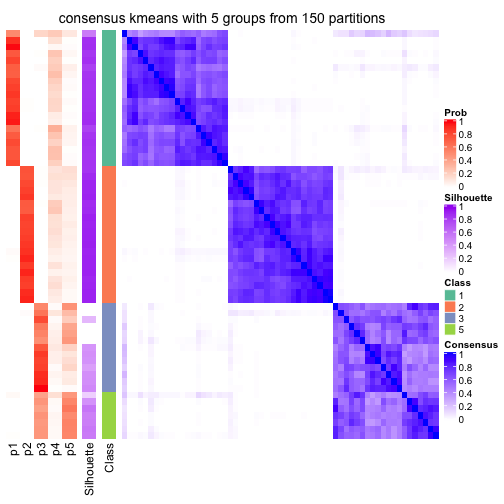 consensus kmeans with 5 groups from 150 partitions
Prob
1
0.8
0.6
0.4
0.2
0
Silhouette
1
0.8
0.6
0.4
0.2
0
Class
1
2
3
5
Consensus
1
0.8
0.6
0.4
0.2
0
p1
p2
p3
p4
p5
Silhouette
Class